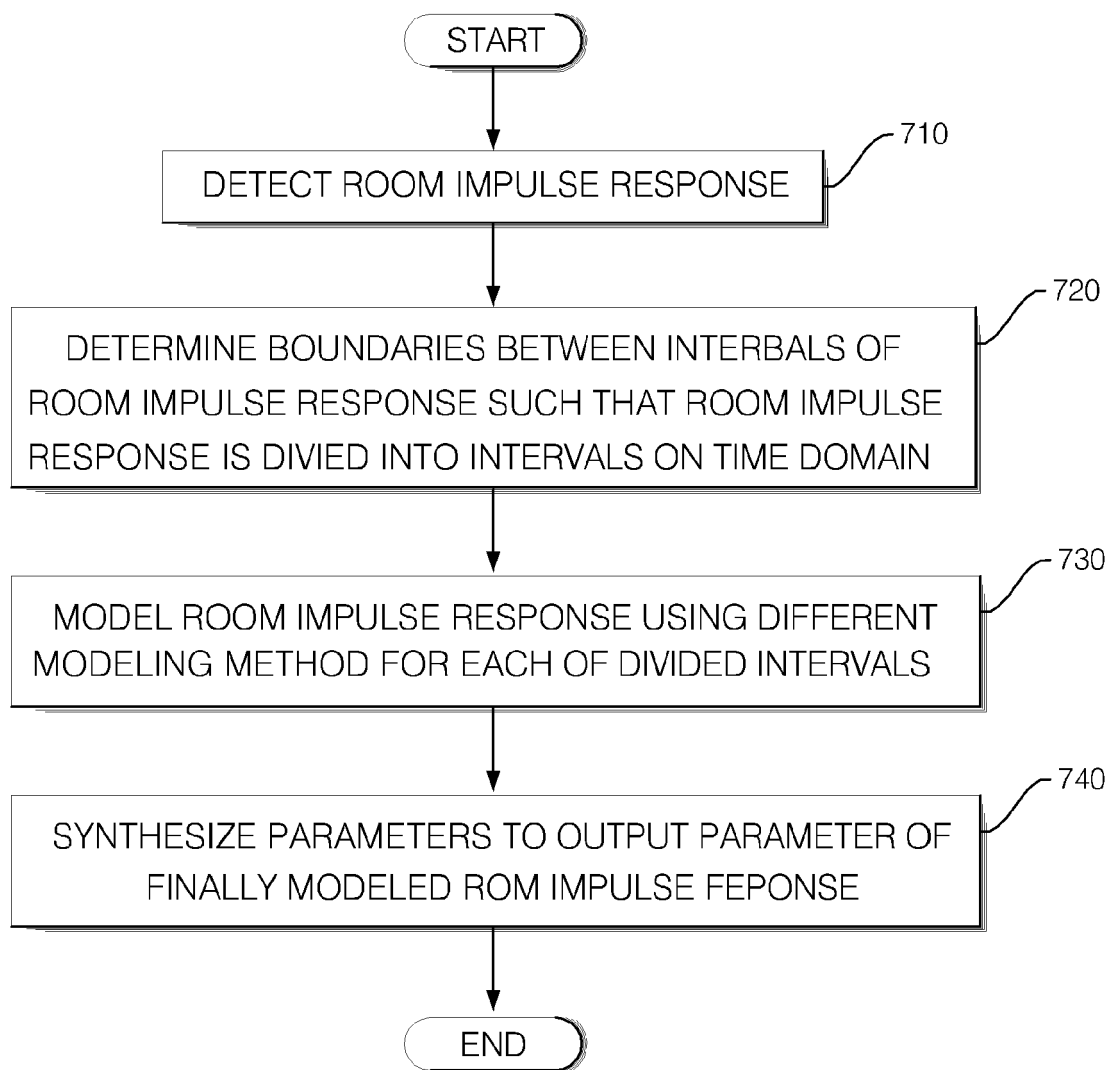 START
710
DETECT ROOM IMPULSE RESPONSE
720
DETERMINE BOUNDARIES BETWEEN INTERBALS OF
ROOM IMPULSE RESPONSE SUCH THAT ROOM IMPULSE
RESPONSE IS DIVIED INTO INTERVALS ON TIME DOMAIN
730
MODEL ROOM IMPULSE RESPONSE USING DIFFERENT
MODELING METHOD FOR EACH OF DIVIDED INTERVALS
740
SYNTHESIZE PARAMETERS TO OUTPUT PARAMETER OF
FINALLY MODELED ROM IMPULSE FEPONSE
END